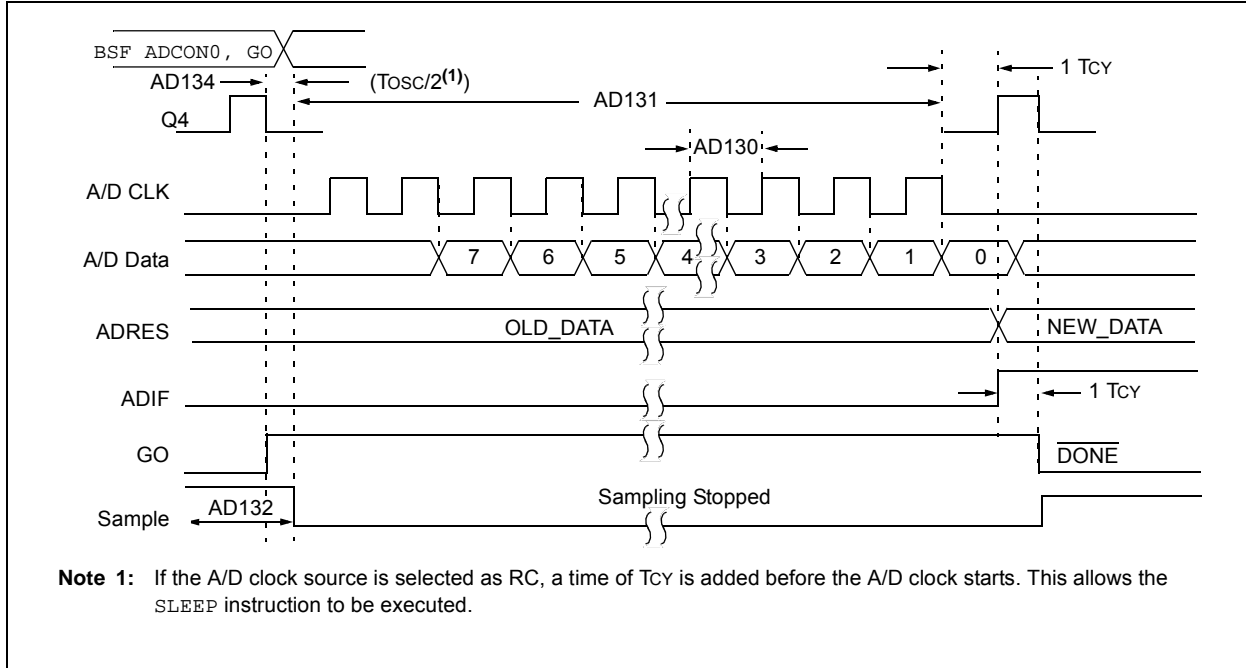 BSF ADCON0, GO
AD134
(TOSC/2(1))
1 TCY
AD131
Q4
AD130
A/D CLK
A/D Data
7 6 5 4 3 2 1 0
ADRES
OLD_DATA
NEW_DATA
ADIF
1 TCY
GO
DONE
Sampling Stopped
AD132
Sample
Note 1: If the A/D clock source is selected as RC, a time of TCY is added before the A/D clock starts. This allows the
SLEEP instruction to be executed.